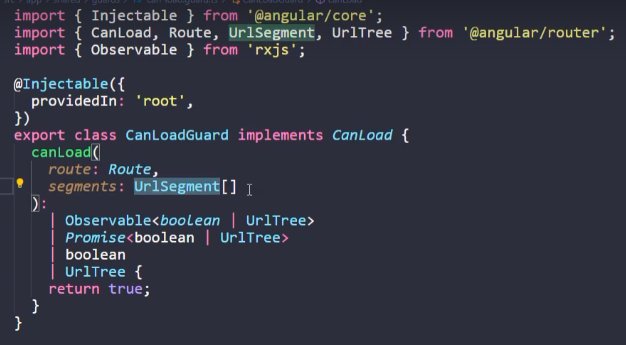 import { Injectable } from '@angular/core';
import { CanLoad, Route, UrlSegment, UrlTree } from '@angular/router';
import { Observable } from 'rxjs';
@Injectable({
providedIn: 'root',
})
export class CanLoadGuard implements CanLoad {
canLoad(
route: Route,
segments: UrlSegment[]
):
| Observable<boolean | UrlTree>
| Promise<boolean | UrlTree>
| boolean
| UrlTree {
return true;
}
}